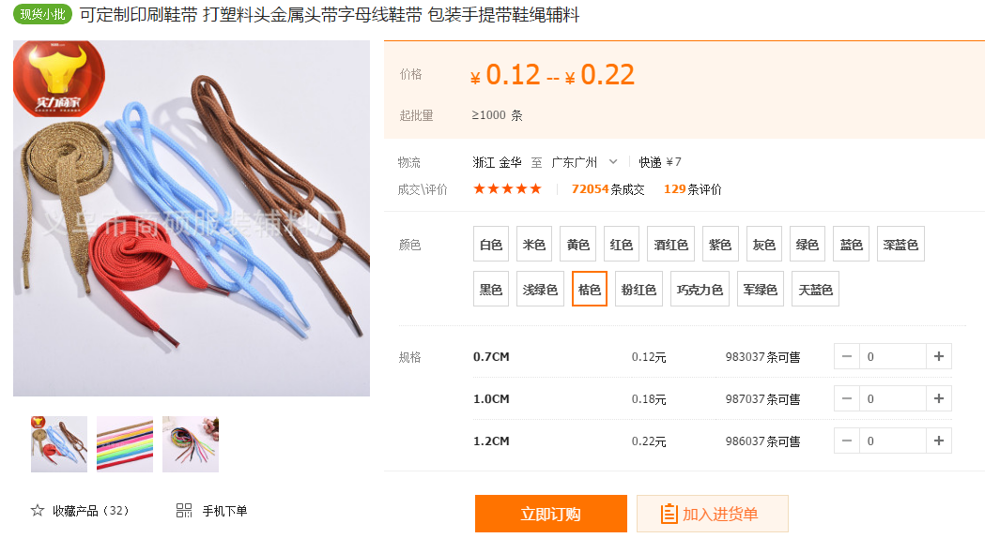 现货小批 可定制印刷鞋带 打塑料头金属头带字母线鞋带 包装手提带鞋绳辅料
实力商家
义乌市商硕服装辅料厂
价格 ¥ 0.12 -- ¥ 0.22
起批量 ≥1000 条
物流 浙江 金华 至 广东广州 快递 ¥7
成交\评价 ★★★★★ 72054条成交 129条评价
颜色 白色 米色 黄色 红色 酒红色 紫色 灰色 绿色 蓝色 深蓝色
黑色 浅绿色 桔色 粉红色 巧克力色 军绿色 天蓝色
规格 0.7CM 0.12元 983037条可售 − 0 +
1.0CM 0.18元 987037条可售 − 0 +
1.2CM 0.22元 986037条可售 − 0 +
收藏产品（32） 手机下单
立即订购 加入进货单